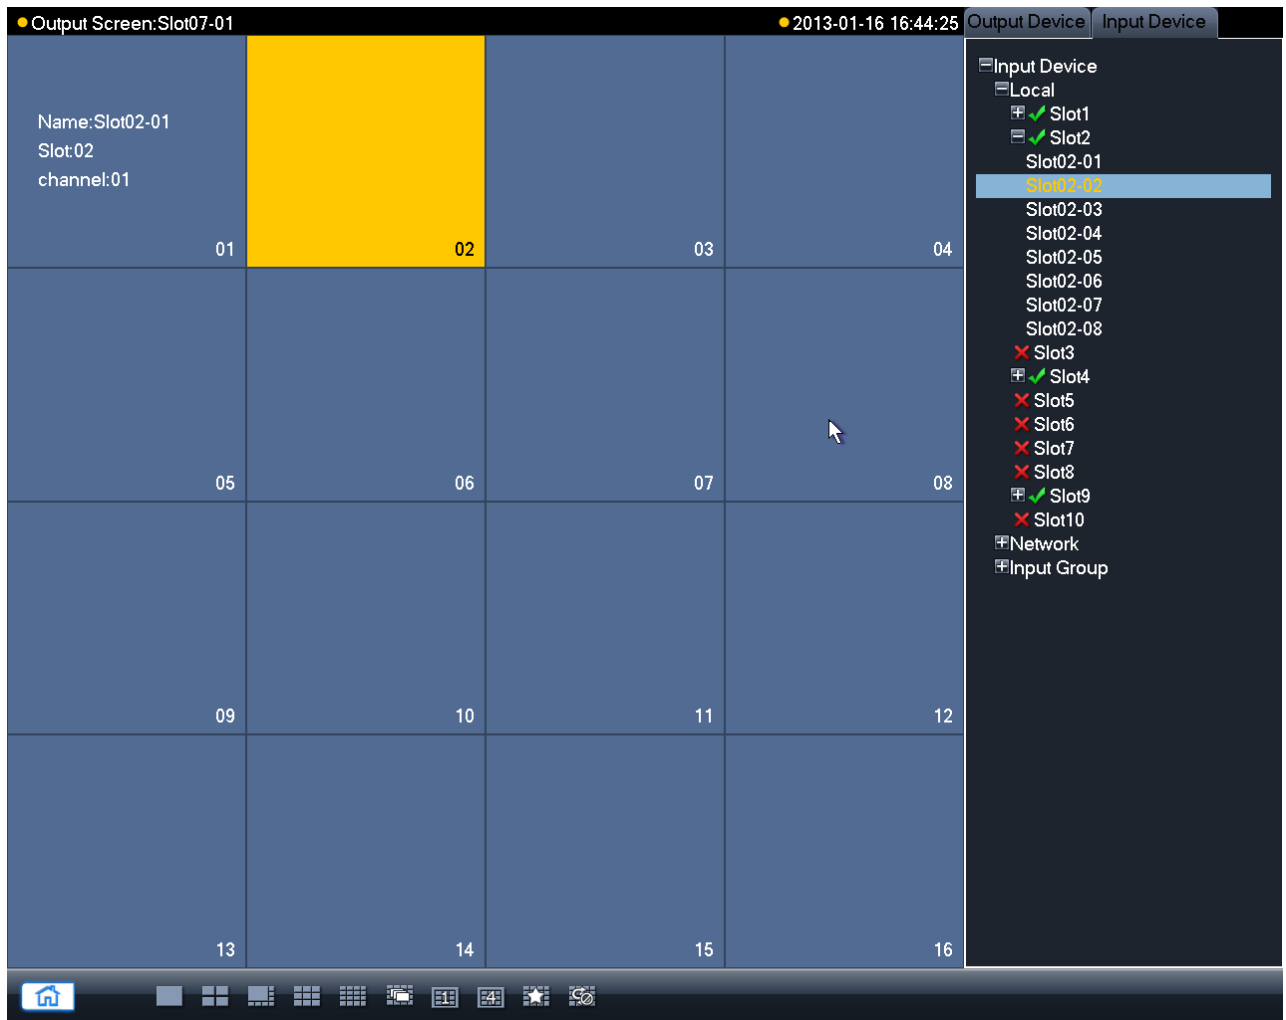 Output Screen:Slot07-01
2013-01-16 16:44:25
Output Device
Input Device
Name:Slot02-01
Slot:02
channel:01
01
02
03
04
05
06
07
08
09
10
11
12
13
14
15
16
Input Device
Local
Slot1
Slot2
Slot02-01
Slot02-02
Slot02-03
Slot02-04
Slot02-05
Slot02-06
Slot02-07
Slot02-08
Slot3
Slot4
Slot5
Slot6
Slot7
Slot8
Slot9
Slot10
Network
Input Group
1
4